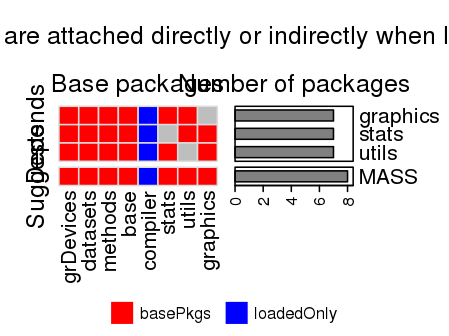 are attached directly or indirectly when l
Base packages
Number of packages
Depends
Suggests
graphics
stats
utils
MASS
grDevices
datasets
methods
base
compiler
stats
utils
graphics
0 2 4 6 8
basePkgs
loadedOnly